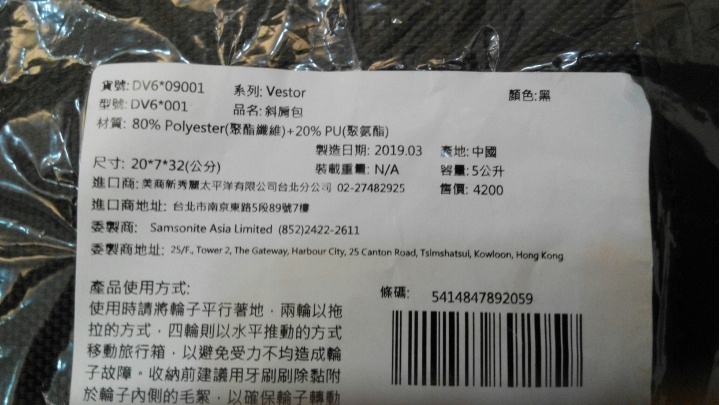 貨號: DV6*09001 系列: Vestor 顏色:黑
型號: DV6*001 品名:斜肩包
材質: 80% Polyester(聚酯纖維)+20% PU(聚氨酯)
製造日期: 2019.03 產地:中國
尺寸: 20*7*32(公分) 裝載重量: N/A 容量:5公升
進口商: 美商新秀麗太平洋有限公司台北分公司 02-27482925 售價: 4200
進口商地址: 台北市南京東路5段89號7樓
委製商: Samsonite Asia Limited (852)2422-2611
委製商地址: 25/F., Tower 2, The Gateway, Harbour City, 25 Canton Road, Tsimshatsui, Kowloon, Hong Kong
產品使用方式:
使用時請將輪子平行著地﹐兩輪以拖
拉的方式﹐四輪則以水平推動的方式
移動旅行箱﹐以避免受力不均造成輪
子故障。收納前建議用牙刷刷除黏附
於輪子內側的毛絮﹐以確保輪子轉動
條碼: 5414847892059